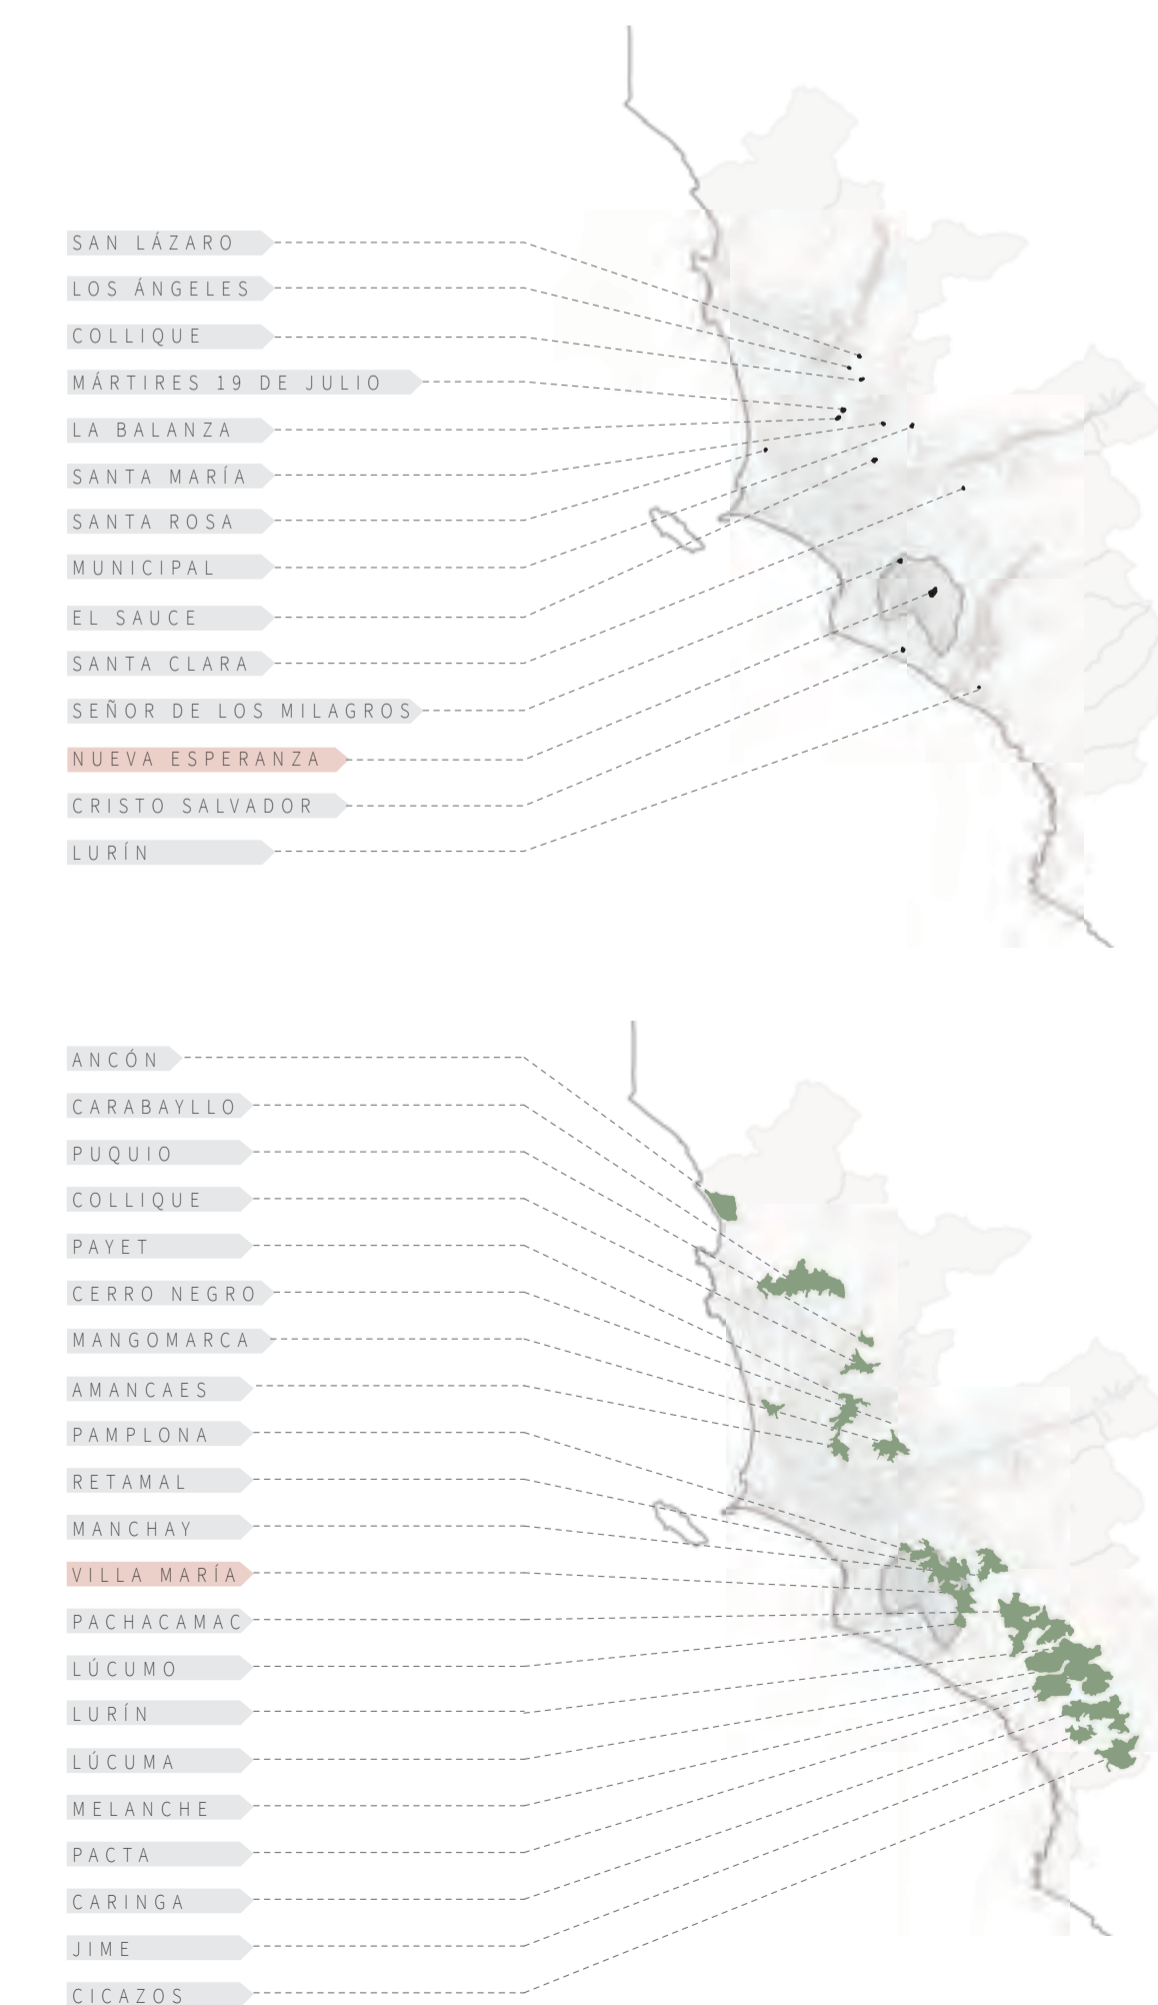 SAN LÁZARO
LOS ÁNGELES
COLLIQUE
MÁRTIRES 19 DE JULIO
LA BALANZA
SANTA MARÍA
SANTA ROSA
MUNICIPAL
EL SAUCE
SANTA CLARA
SEÑOR DE LOS MILAGROS
NUEVA ESPERANZA
CRISTO SALVADOR
LURÍN
ANCÓN
CARABAYLLO
PUQUIO
COLLIQUE
PAYET
CERRO NEGRO
MANGOMARCA
AMANCAES
PAMPLONA
RETAMAL
MANCHAY
VILLA MARÍA
PACHACAMAC
LÚCUMO
LURÍN
LÚCUMA
MELANCHE
PACTA
CARINGA
JIME
CICAZOS